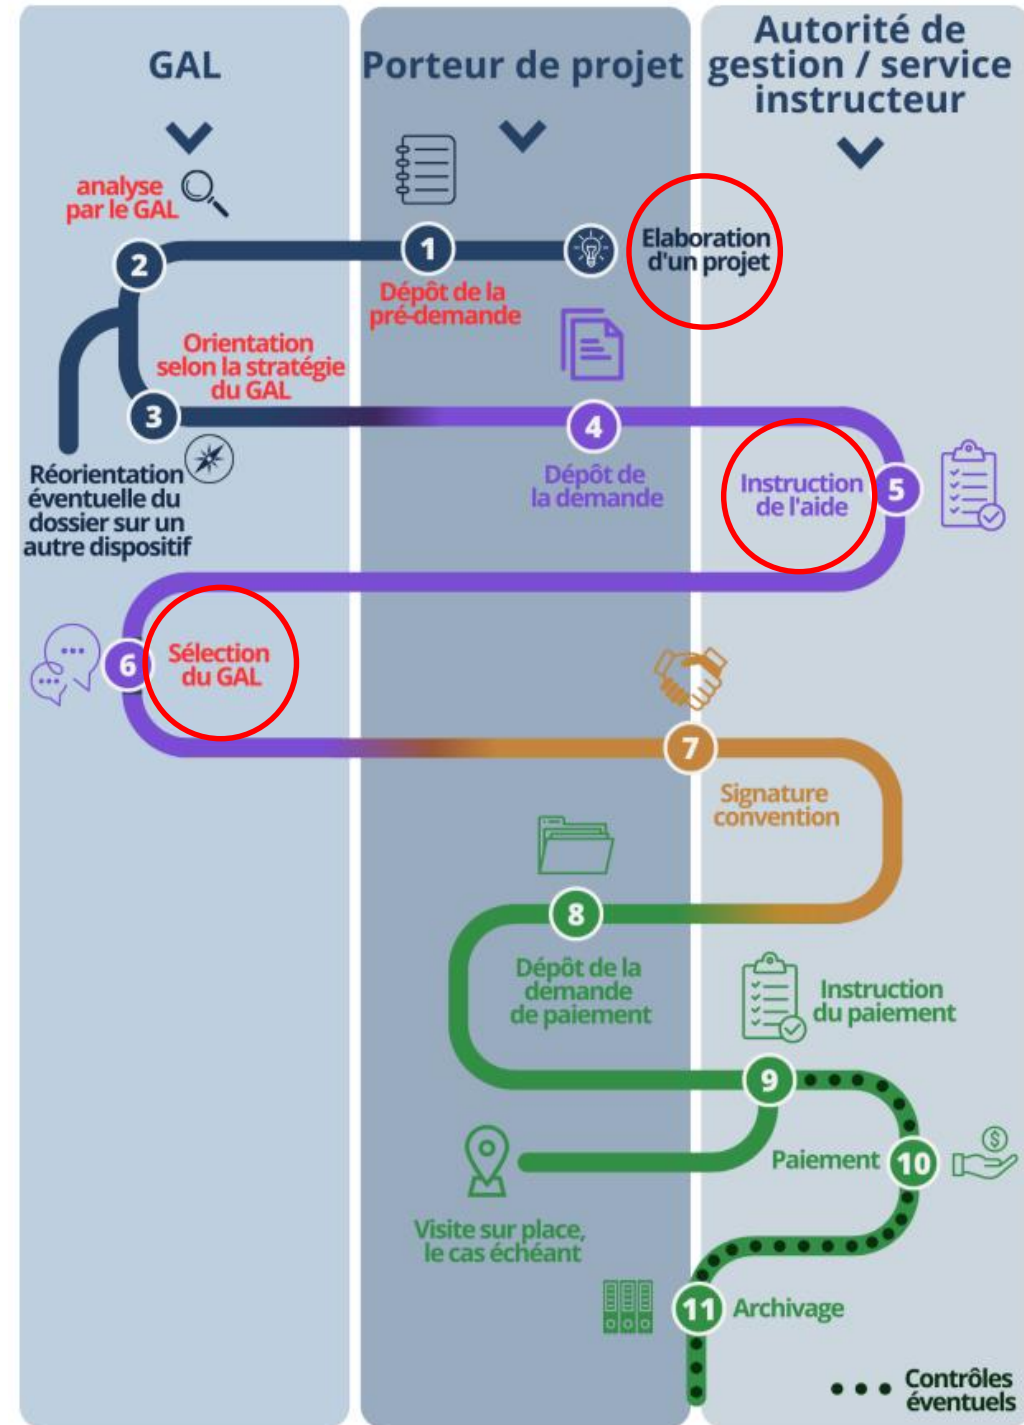 GAL
Porteur de projet
Autorité de
gestion / service
instructeur
analyse
par le GAL
2
1
Elaboration
d'un projet
Dépôt de la
pré-demande
Orientation
selon la stratégie
du GAL
3
4
Réorientation
éventuelle du
dossier sur un
autre dispositif
Dépôt de
la demande
Instruction
de l'aide
5
6
Sélection
du GAL
7
Signature
convention
8
Dépôt de la
demande
de paiement
Instruction
du paiement
9
Paiement
10
$
Visite sur place,
le cas échéant
11
Archivage
Contrôles
éventuels